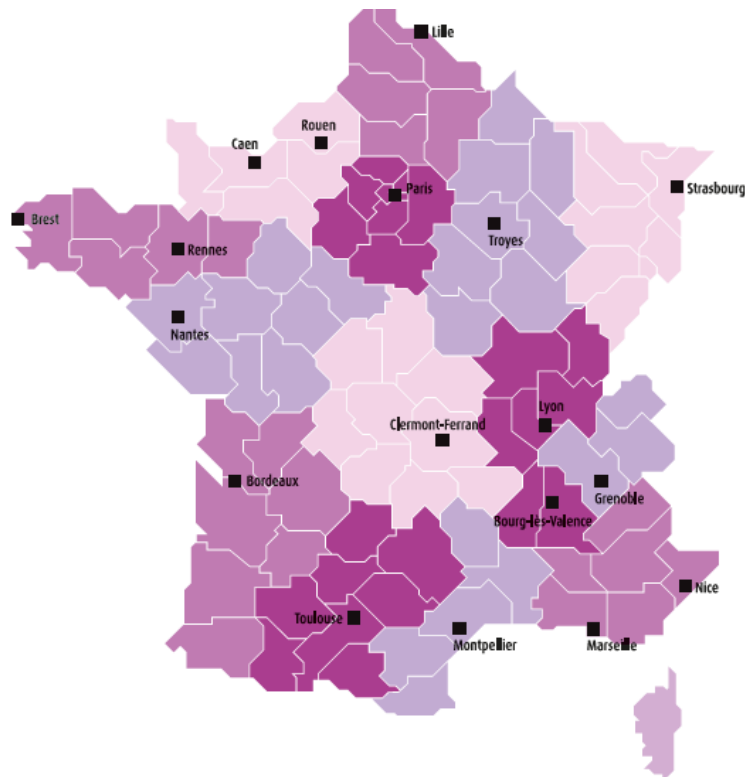 Lille
Rouen
Caen
Paris
Strasbourg
Brest
Troyes
Rennes
Nantes
Lyon
Clermont-Ferrand
Bordeaux
Grenoble
Bourg-lès-Valence
Nice
Toulouse
Montpellier
Marseille